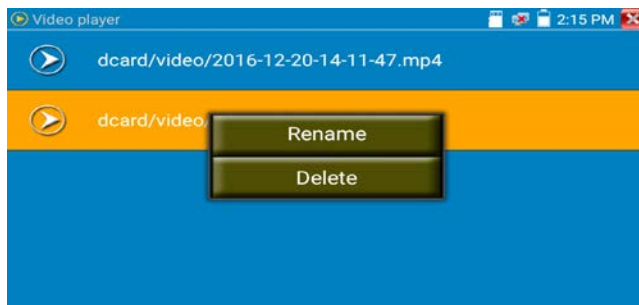 Video player
2:15 PM
dcard/video/2016-12-20-14-11-47.mp4
dcard/video/
Rename
Delete